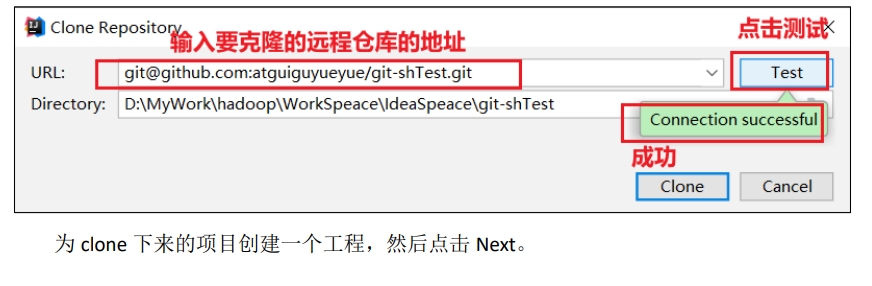 Clone Repository
点击测试
输入要克隆的远程仓库的地址
URL: git@github.com:atguiguyueyue/git-shTest.git Test
Directory: D:\MyWork\hadoop\WorkSpeace\IdeaSpeace\git-shTest
Connection successful
成功
Clone Cancel
为 clone 下来的项目创建一个工程，然后点击 Next。